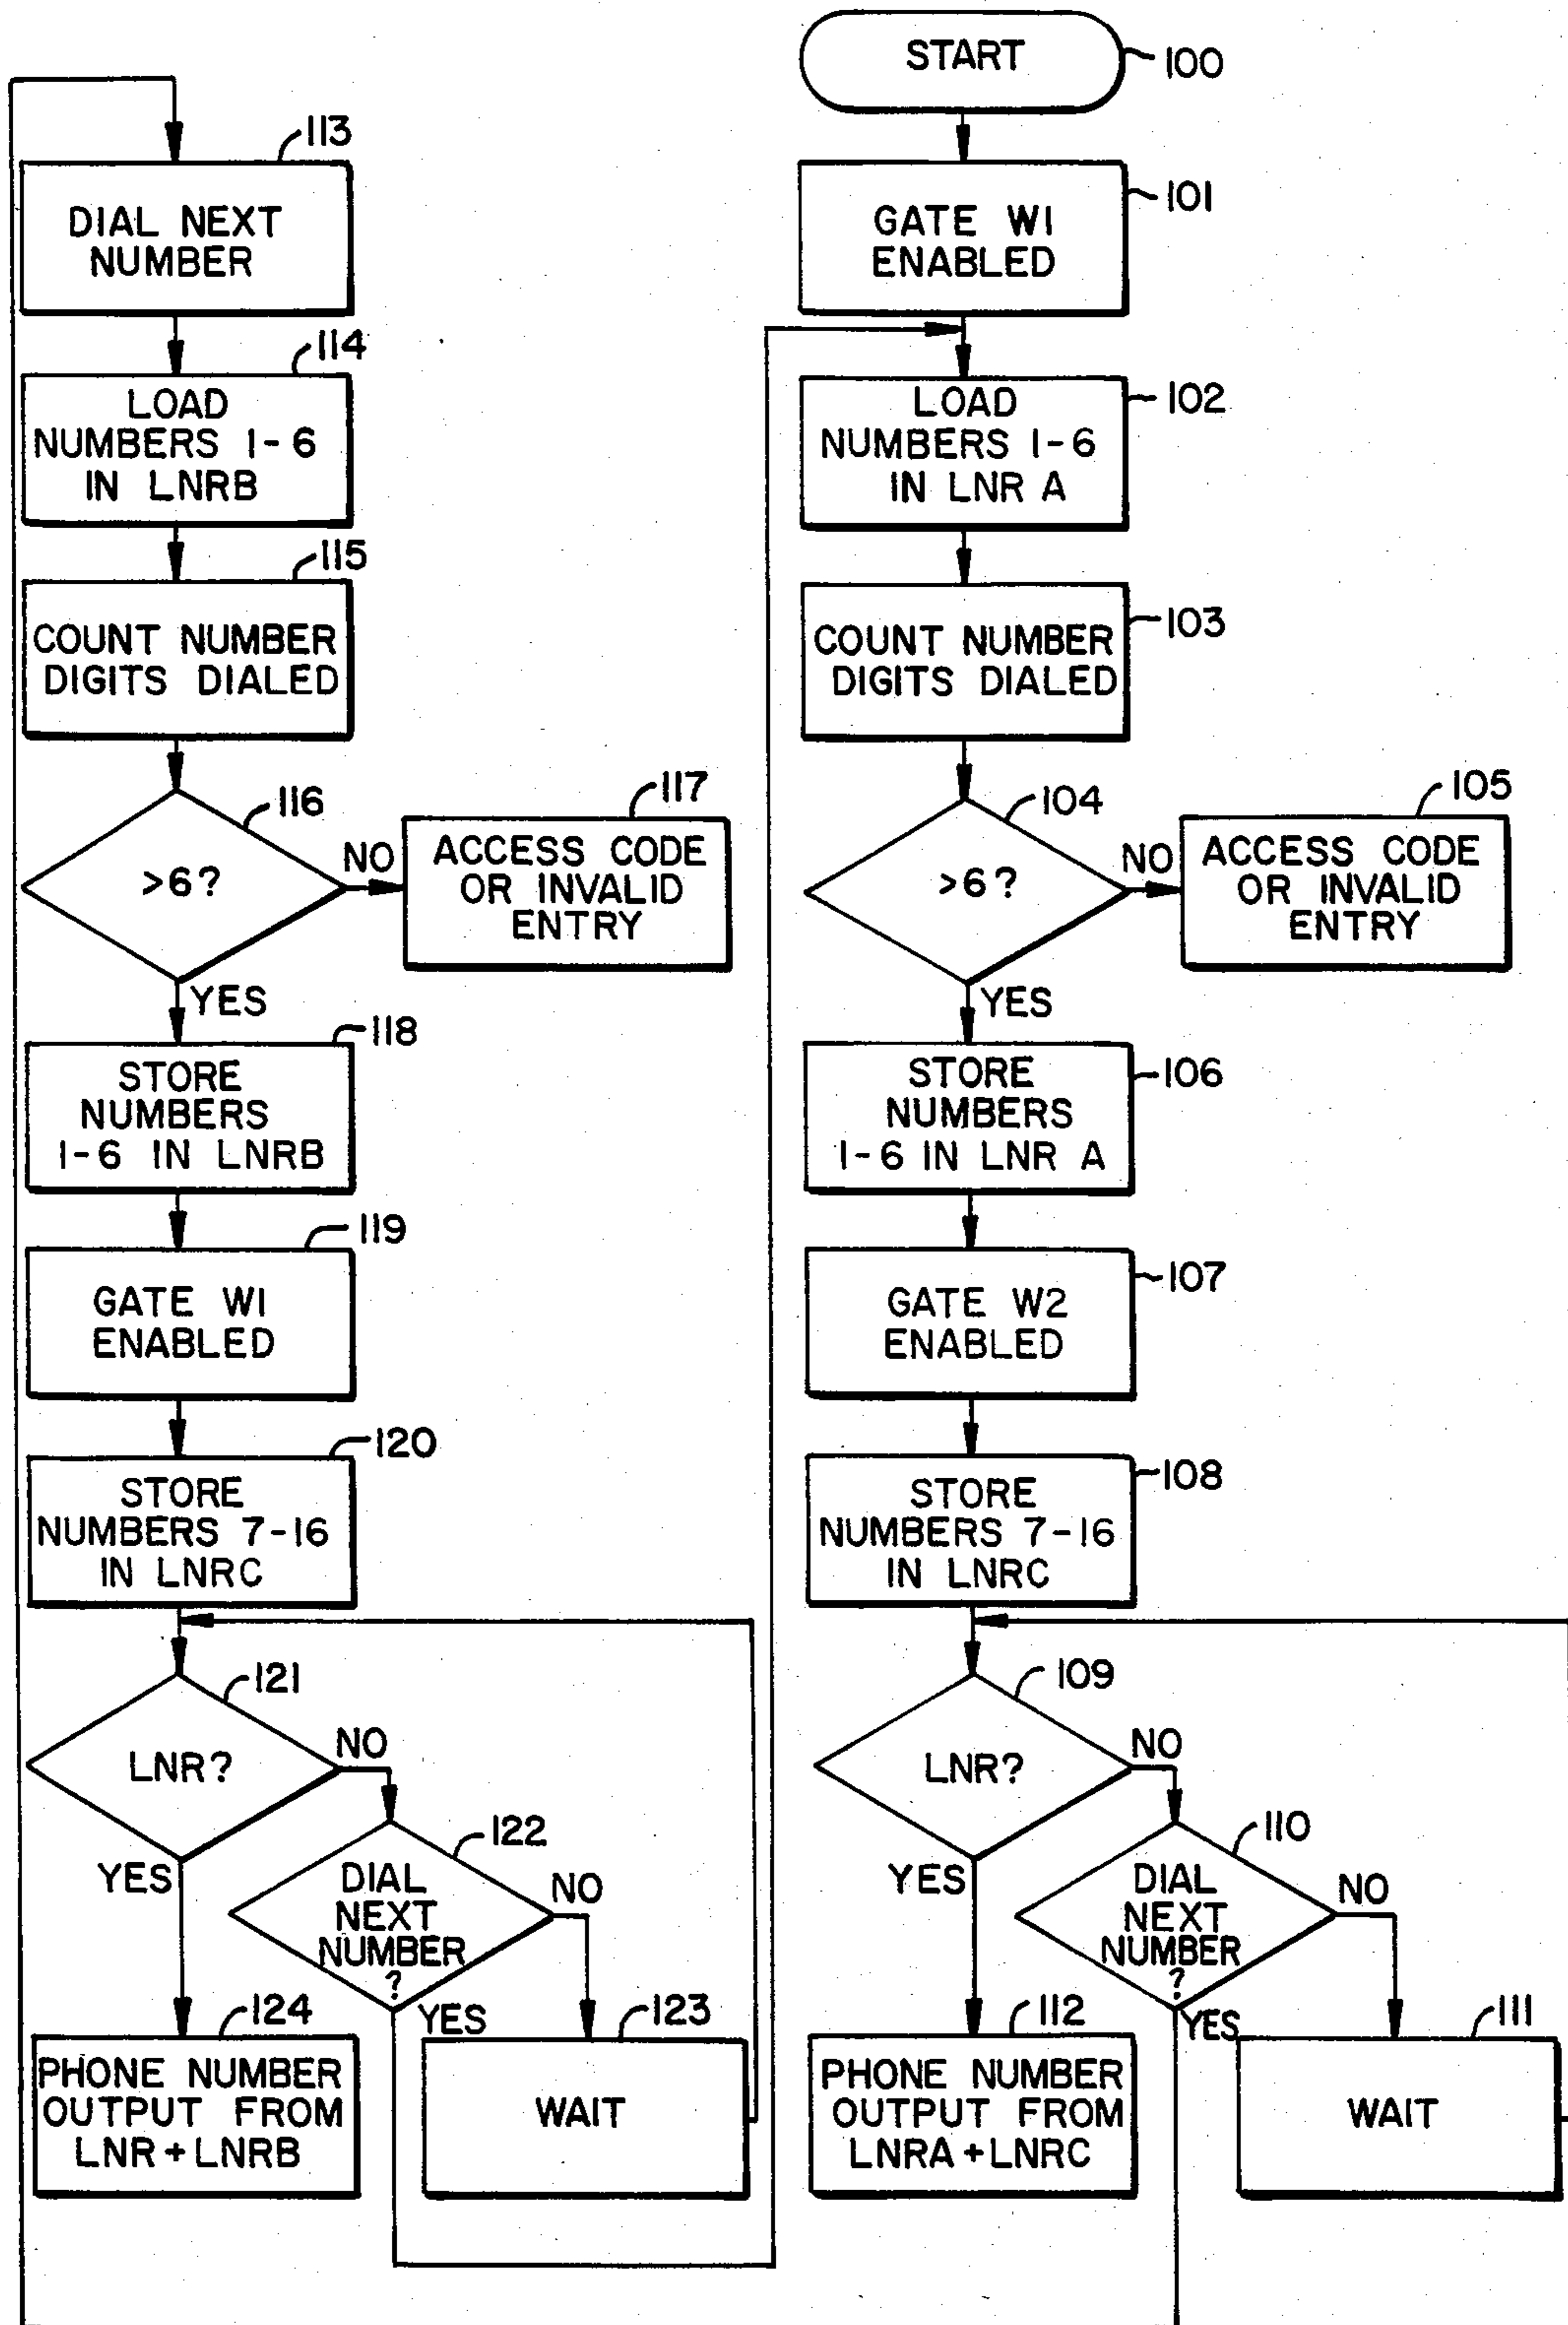 START
100
GATE W1
ENABLED
101
LOAD
NUMBERS 1-6
IN LNR A
102
COUNT NUMBER
DIGITS DIALED
103
>6?
104
NO
ACCESS CODE
OR INVALID
ENTRY
105
YES
STORE
NUMBERS
1-6 IN LNR A
106
GATE W2
ENABLED
107
STORE
NUMBERS 7-16
IN LNRC
108
LNR?
109
NO
YES
DIAL
NEXT
NUMBER
?
110
NO
YES
WAIT
111
PHONE NUMBER
OUTPUT FROM
LNRA+LNRC
112
113
DIAL NEXT
NUMBER
114
LOAD
NUMBERS 1-6
IN LNRB
115
COUNT NUMBER
DIGITS DIALED
116
>6?
NO
117
ACCESS CODE
OR INVALID
ENTRY
YES
118
STORE
NUMBERS
1-6 IN LNRB
119
GATE W1
ENABLED
120
STORE
NUMBERS 7-16
IN LNRC
121
LNR?
NO
YES
122
DIAL
NEXT
NUMBER
?
NO
YES
123
WAIT
124
PHONE NUMBER
OUTPUT FROM
LNR+LNRB